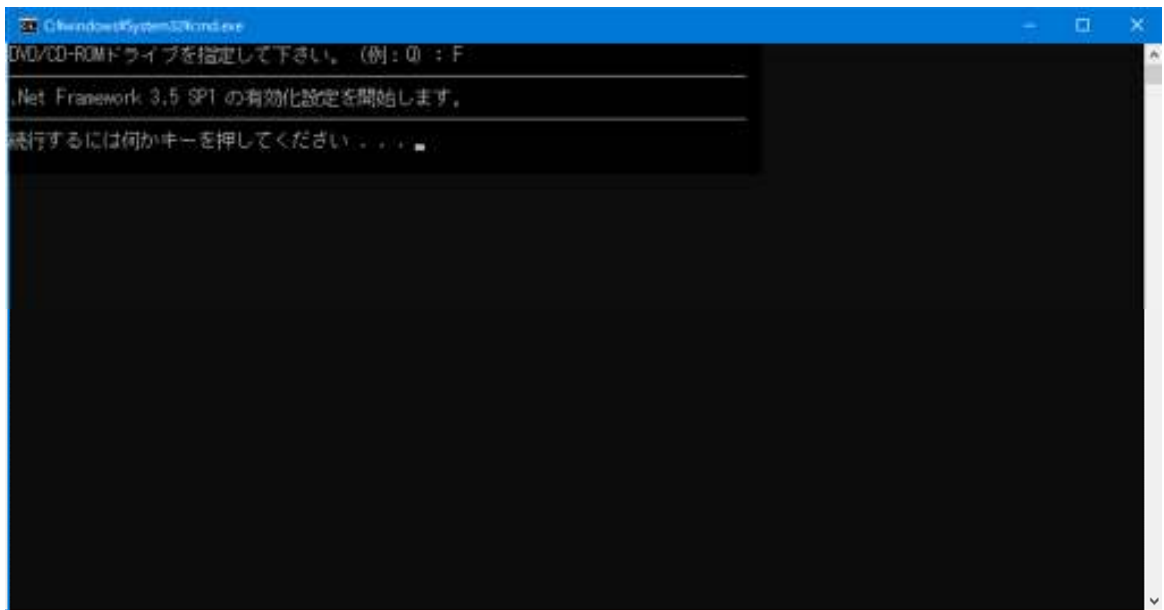 C:¥windows¥System32¥cmd.exe
DVD/CD-ROMドライブを指定して下さい。 (例:Q) : F
.Net Framework 3.5 SP1 の有効化設定を開始します。
続行するには何かキーを押してください . . .